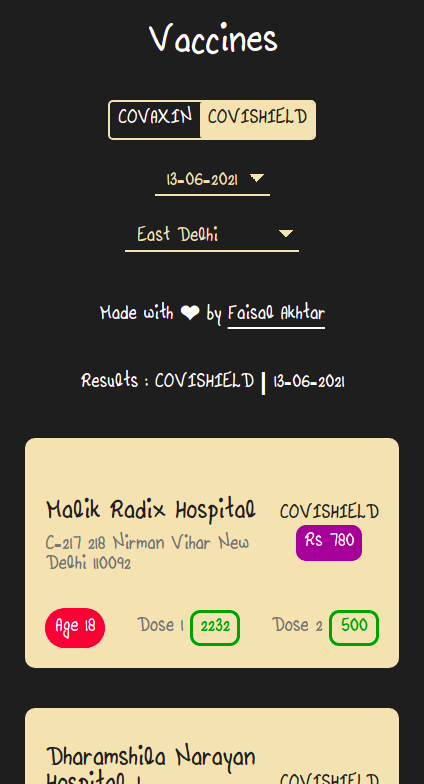 Vaccines
COVAXIN COVISHIELD
13-06-2021
East Delhi
Made with ❤ by Faisal Akhtar
Results : COVISHIELD | 13-06-2021
Malik Radix Hospital COVISHIELD
Rs 780
C-217 218 Nirman Vihar New
Delhi 110092
Age 18 Dose 1 2232 Dose 2 500
Dharamshila Narayan
Hospital COVISHIELD